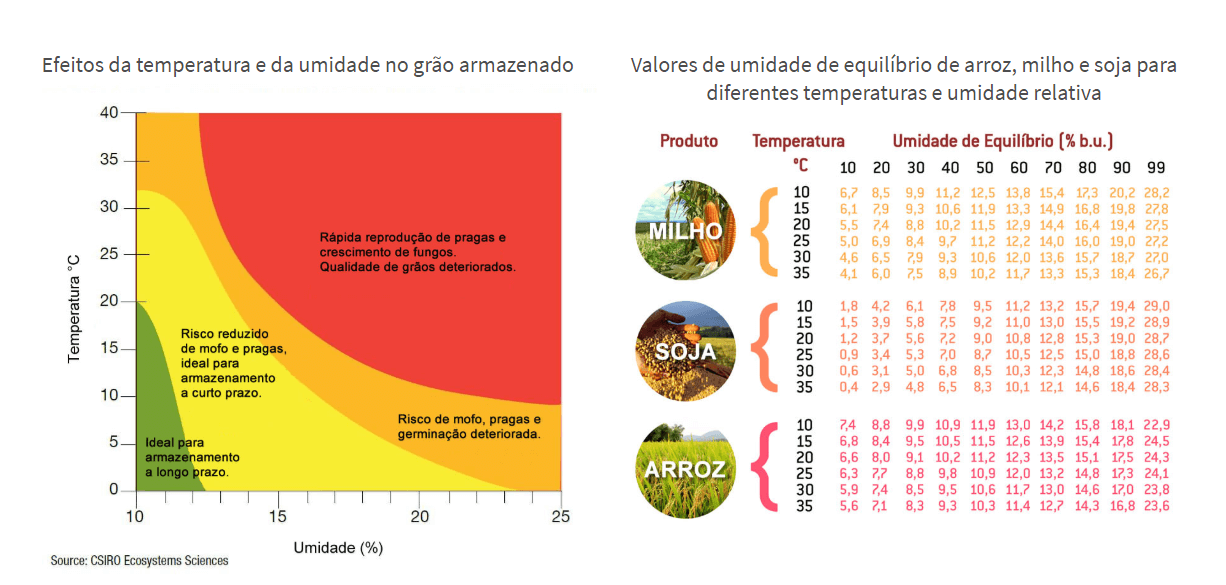 Efeitos da temperatura e da umidade no grão armazenado
40
35
30
25
20
15
10
5
0
Temperatura °C
Rápida reprodução de pragas e
crescimento de fungos.
Qualidade de grãos deteriorados.
Risco reduzido
de mofo e pragas,
ideal para
armazenamento
a curto prazo.
Risco de mofo, pragas e
germinação deteriorada.
Ideal para
armazenamento
a longo prazo.
10 15 20 25
Umidade (%)
Source: CSIRO Ecosystems Sciences
Valores de umidade de equilíbrio de arroz, milho e soja para
diferentes temperaturas e umidade relativa
Produto Temperatura Umidade de Equilíbrio (% b.u.)
°C 10 20 30 40 50 60 70 80 90 99
MILHO
10 6,7 8,5 9,9 11,2 12,5 13,8 15,4 17,3 20,2 28,2
15 6,1 7,9 9,3 10,6 11,9 13,3 14,9 16,8 19,8 27,8
20 5,5 7,4 8,8 10,2 11,5 12,9 14,4 16,4 19,4 27,5
25 5,0 6,9 8,4 9,7 11,2 12,2 14,0 16,0 19,0 27,2
30 4,6 6,5 7,9 9,3 10,6 12,0 13,6 15,7 18,7 27,0
35 4,1 6,0 7,5 8,9 10,2 11,7 13,3 15,3 18,4 26,7
SOJA
10 1,8 4,2 6,1 7,8 9,5 11,2 13,2 15,7 19,4 29,0
15 1,5 3,9 5,8 7,5 9,2 11,0 13,0 15,5 19,2 28,9
20 1,2 3,7 5,6 7,2 9,0 10,8 12,8 15,3 19,0 28,7
25 0,9 3,4 5,3 7,0 8,7 10,5 12,5 15,0 18,8 28,6
30 0,6 3,1 5,0 6,8 8,5 10,3 12,3 14,8 18,6 28,4
35 0,4 2,9 4,8 6,5 8,3 10,1 12,1 14,6 18,4 28,3
ARROZ
10 7,4 8,8 9,9 10,9 11,9 13,0 14,2 15,8 18,1 22,9
15 6,8 8,4 9,5 10,5 11,5 12,6 13,9 15,4 17,8 24,5
20 6,6 8,0 9,1 10,2 11,2 12,3 13,5 15,1 17,5 24,3
25 6,3 7,7 8,8 9,8 10,9 12,0 13,2 14,8 17,3 24,1
30 5,9 7,4 8,5 9,5 10,6 11,7 13,0 14,6 17,0 23,8
35 5,6 7,1 8,3 9,3 10,3 11,4 12,7 14,3 16,8 23,6